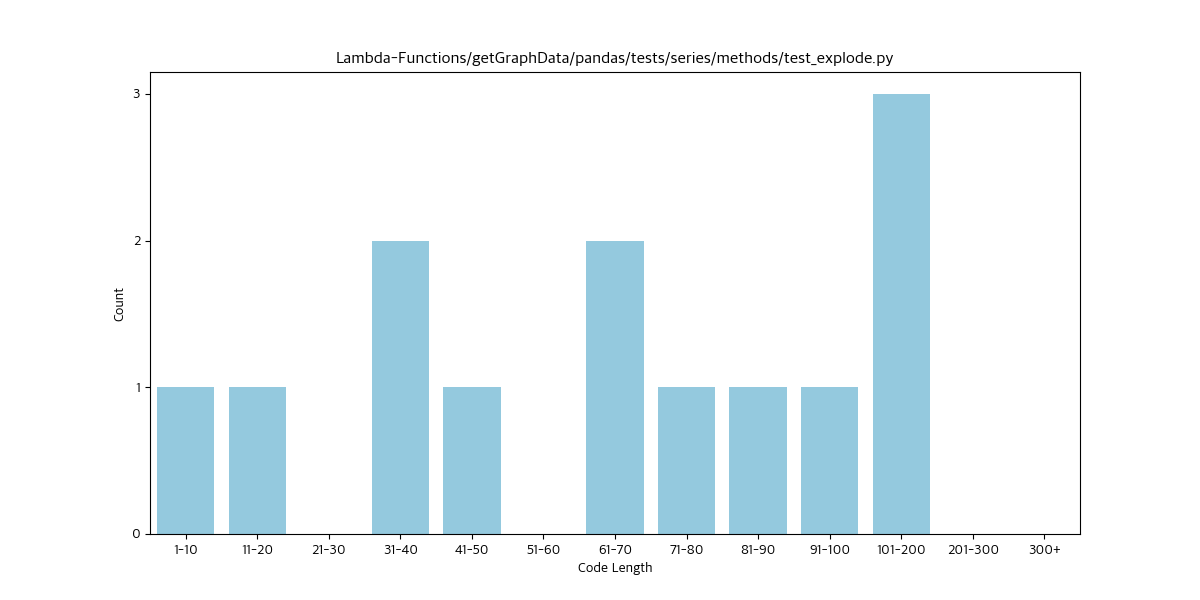 Lambda-Functions/getGraphData/pandas/tests/series/methods/test_explode.py
3
2
1
0
Count
1-10 11-20 21-30 31-40 41-50 51-60 61-70 71-80 81-90 91-100 101-200 201-300 300+
Code Length